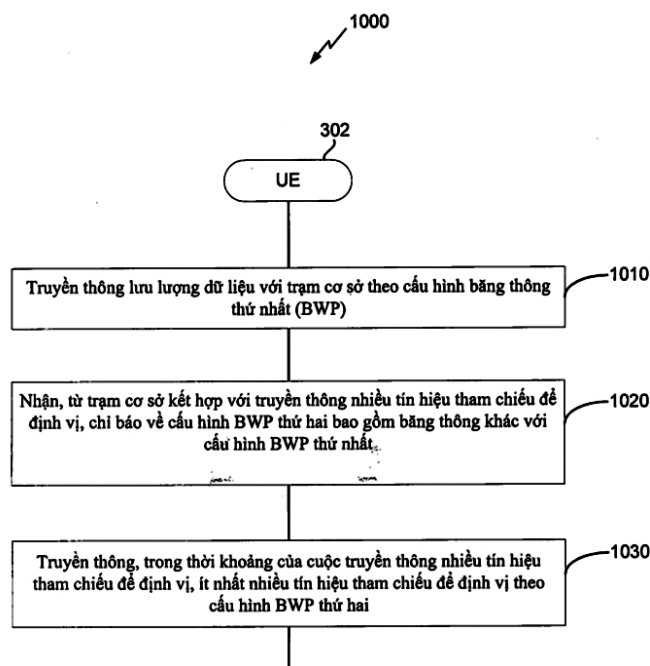 1000
302
UE
1010
Truyền thông lưu lượng dữ liệu với trạm cơ sở theo cấu hình băng thông
thứ nhất (BWP)
1020
Nhận, từ trạm cơ sở kết hợp với truyền thông nhiều tín hiệu tham chiếu để
định vị, chỉ báo về cấu hình BWP thứ hai bao gồm băng thông khác với
cấu hình BWP thứ nhất
1030
Truyền thông, trong thời khoảng của cuộc truyền thông nhiều tín hiệu
tham chiếu để định vị, ít nhất nhiều tín hiệu tham chiếu để định vị theo
cấu hình BWP thứ hai